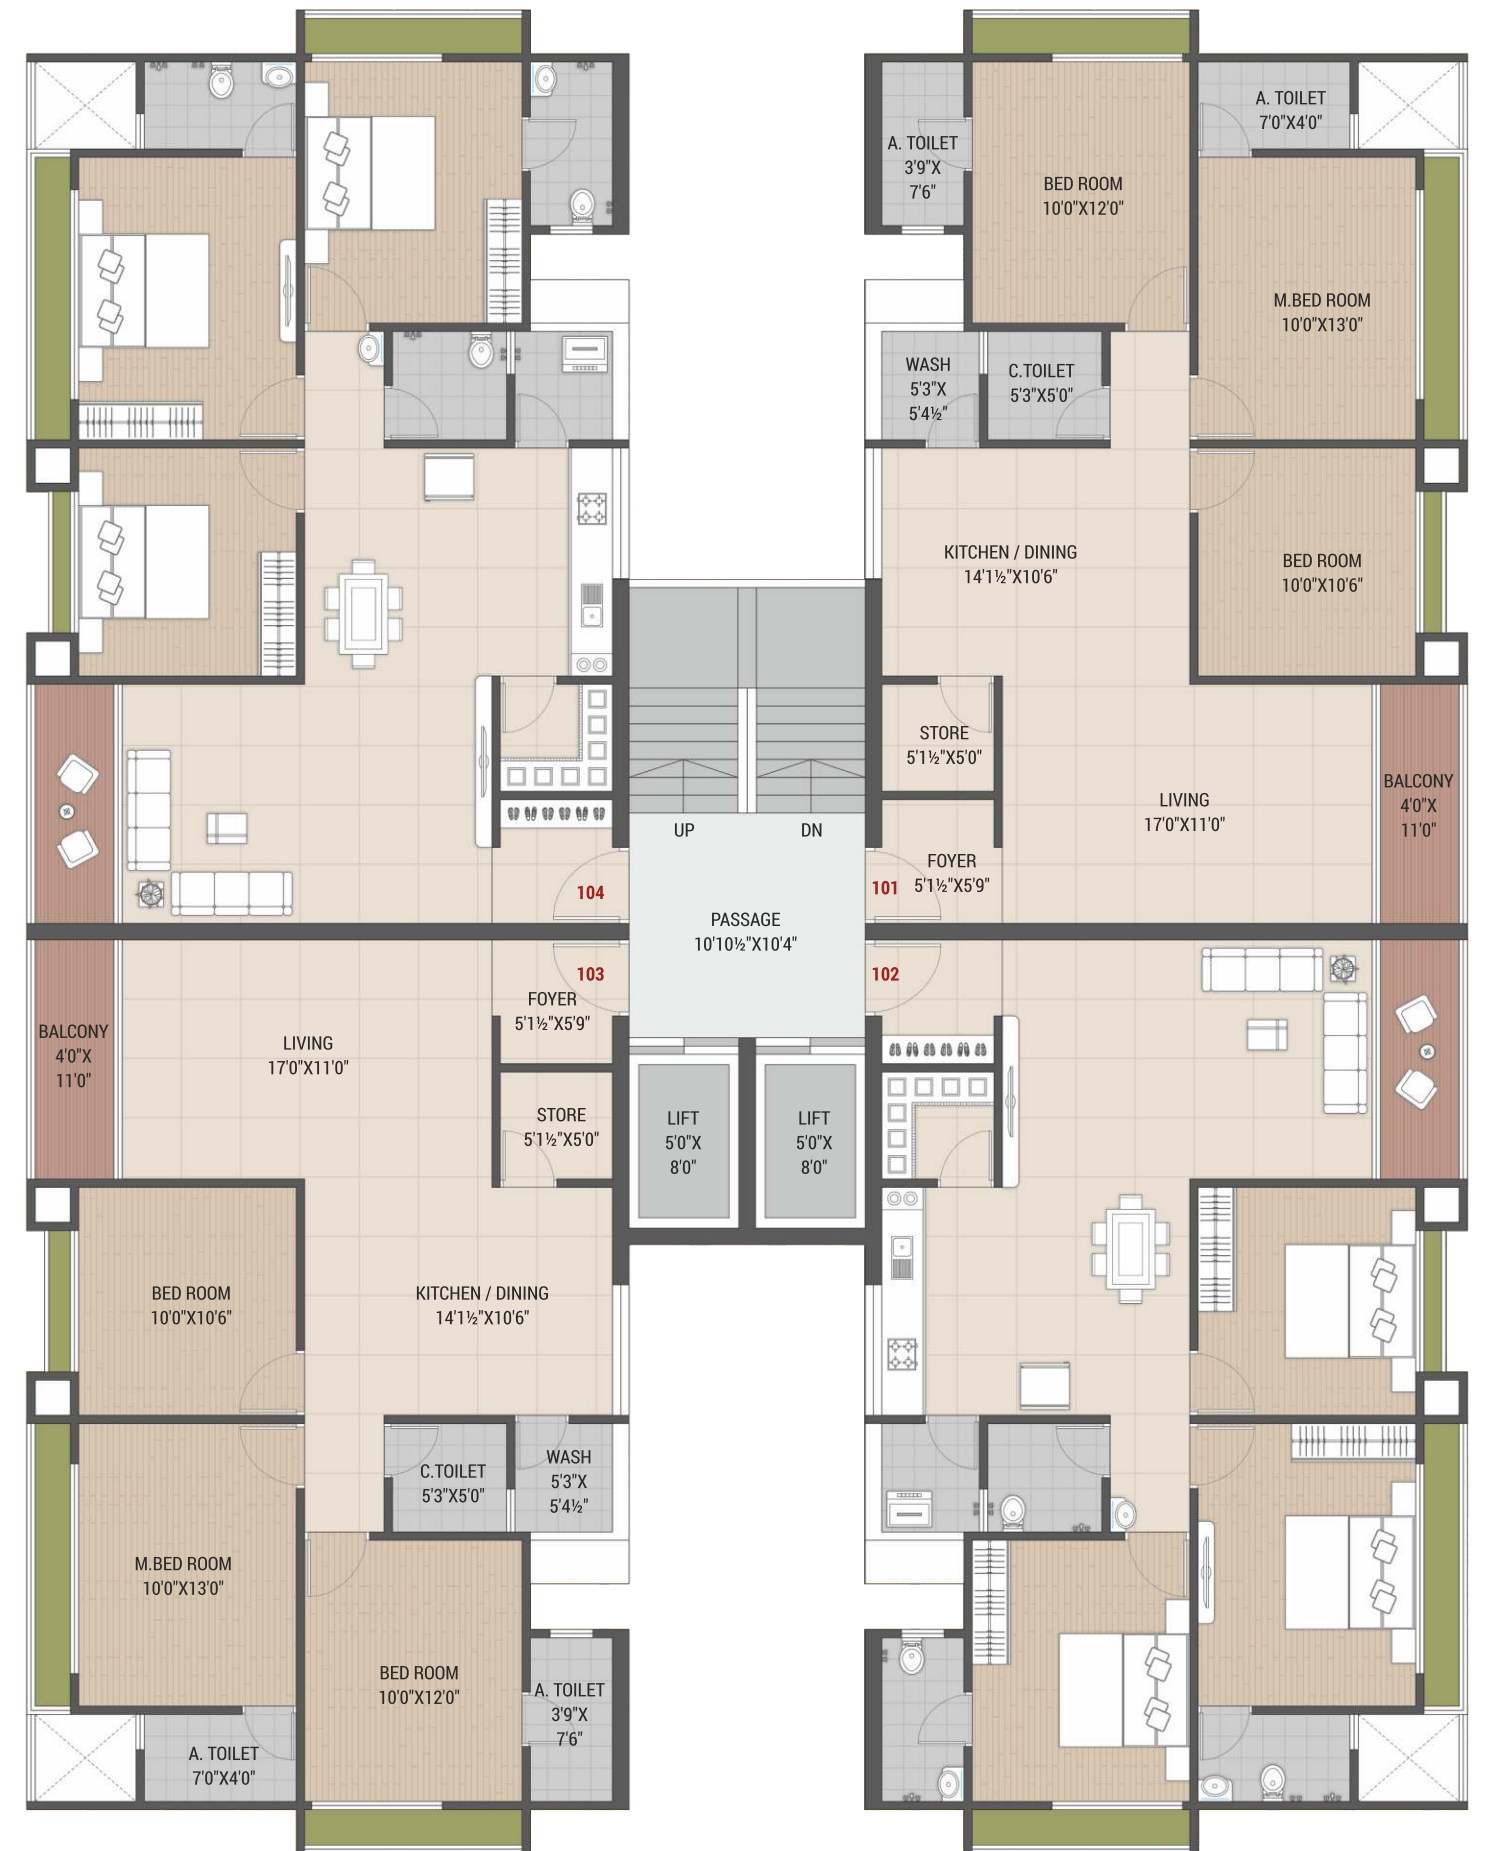 A. TOILET
7'0"X4'0"
A. TOILET
3'9"X
7'6"
BED ROOM
10'0"X12'0"
M.BED ROOM
10'0"X13'0"
WASH
5'3"X
5'4½"
C.TOILET
5'3"X5'0"
KITCHEN / DINING
14'1½"X10'6"
BED ROOM
10'0"X10'6"
STORE
5'1½"X5'0"
LIVING
17'0"X11'0"
BALCONY
4'0"X
11'0"
UP
DN
FOYER
5'1½"X5'9"
104
101
PASSAGE
10'10½"X10'4"
103
102
FOYER
5'1½"X5'9"
BALCONY
4'0"X
11'0"
LIVING
17'0"X11'0"
STORE
5'1½"X5'0"
LIFT
5'0"X
8'0"
LIFT
5'0"X
8'0"
BED ROOM
10'0"X10'6"
KITCHEN / DINING
14'1½"X10'6"
C.TOILET
5'3"X5'0"
WASH
5'3"X
5'4½"
M.BED ROOM
10'0"X13'0"
BED ROOM
10'0"X12'0"
A. TOILET
3'9"X
7'6"
A. TOILET
7'0"X4'0"